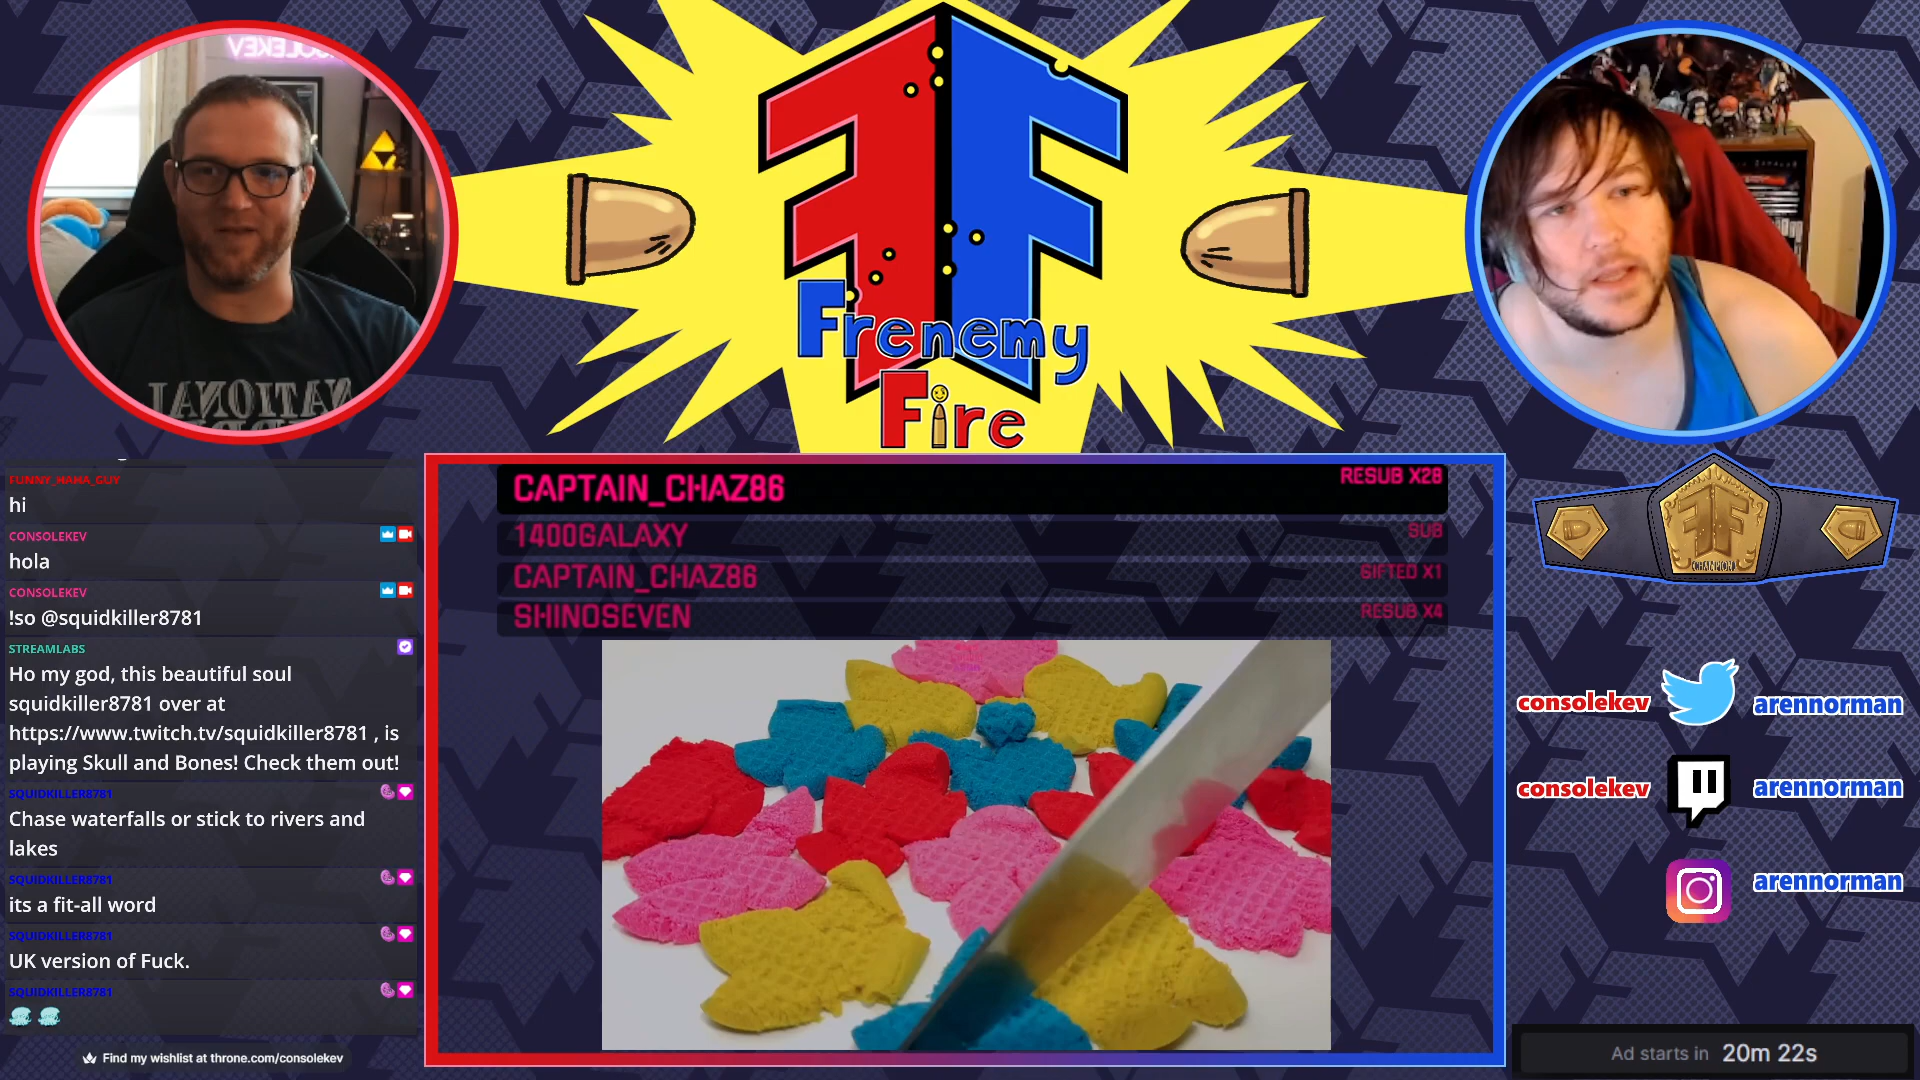 Frenemy
Fire
FUNNY_HAHA_GUY
hi
CONSOLEKEV
hola
CONSOLEKEV
!so @squidkiller8781
STREAMLABS
Ho my god, this beautiful soul
squidkiller8781 over at
https://www.twitch.tv/squidkiller8781 , is
playing Skull and Bones! Check them out!
SQUIDKILLER8781
Chase waterfalls or stick to rivers and
lakes
SQUIDKILLER8781
its a fit-all word
SQUIDKILLER8781
UK version of Fuck.
SQUIDKILLER8781
Find my wishlist at throne.com/consolekev
CAPTAIN_CHAZ86 RESUB X28
1400GALAXY SUB
CAPTAIN_CHAZ86 GIFTED X1
SHINOSEVEN RESUB X4
FF
CHAMPION
consolekev arennorman
consolekev arennorman
arennorman
Ad starts in 20m 22s